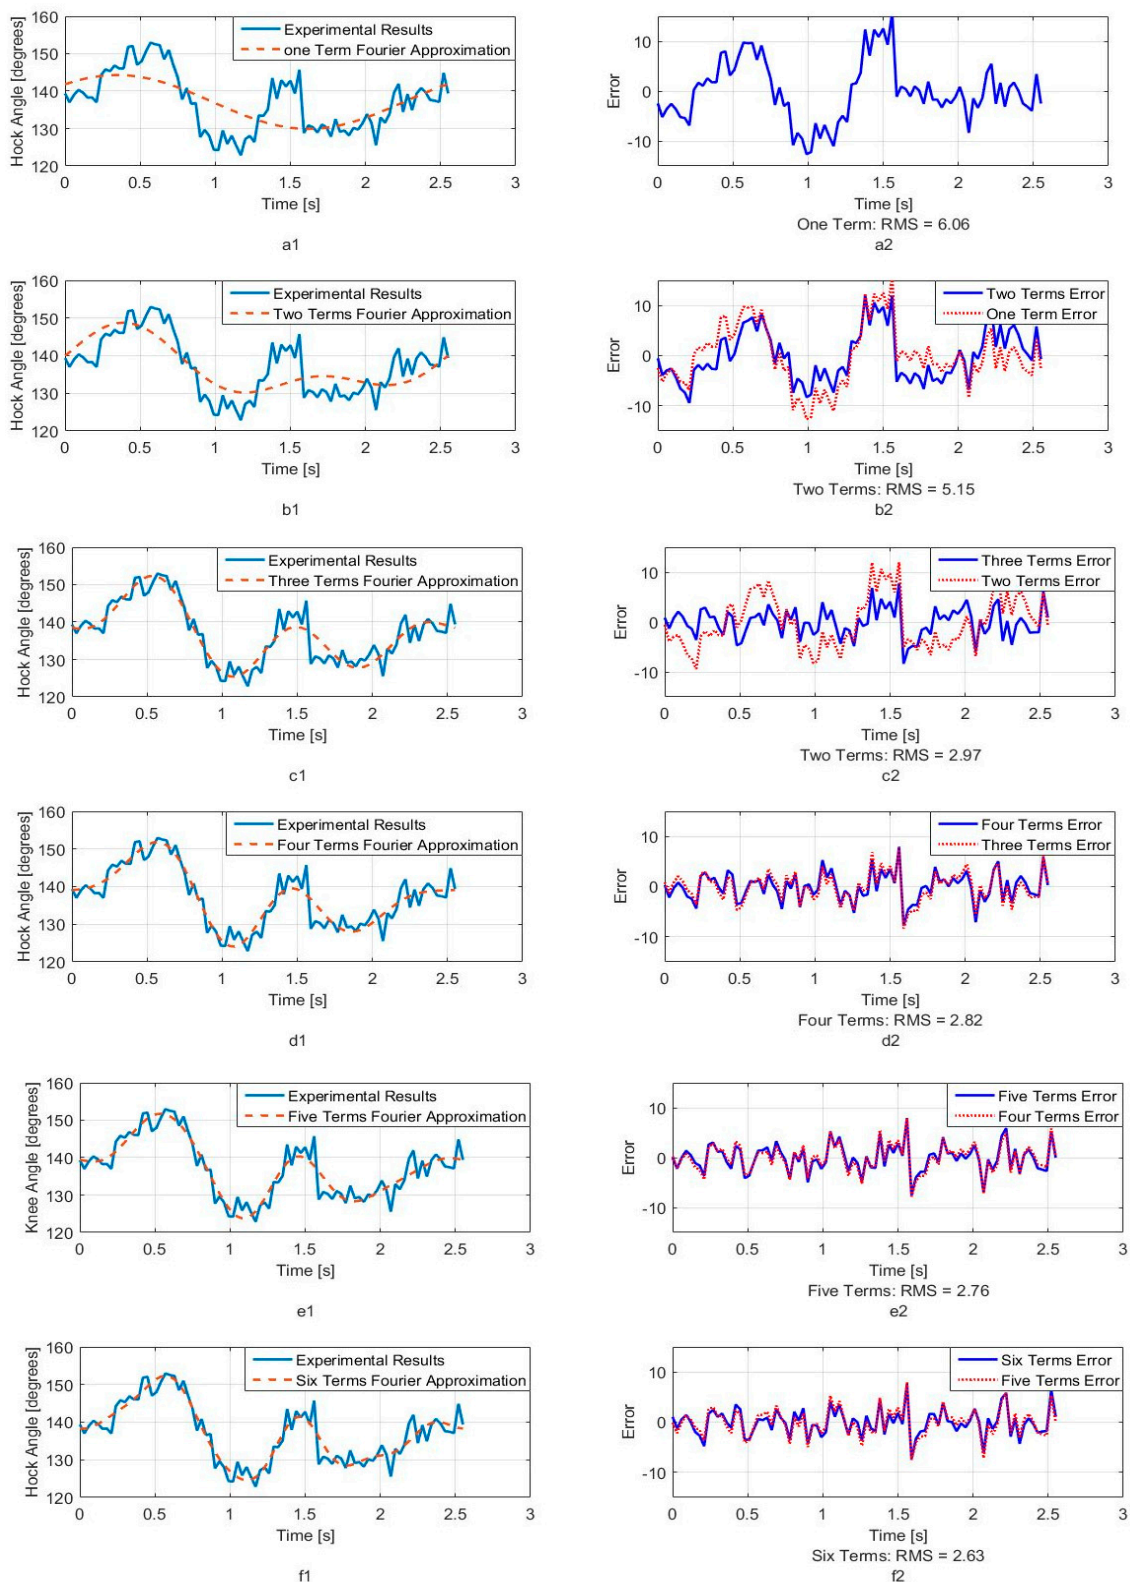 160
150
140
130
120
Hock Angle [degrees]
Experimental Results
one Term Fourier Approximation
0 0.5 1 1.5 2 2.5 3
Time [s]
a1
10
0
-10
Error
0 0.5 1 1.5 2 2.5 3
Time [s]
One Term: RMS = 6.06
a2
160
150
140
130
120
Hock Angle [degrees]
Experimental Results
Two Terms Fourier Approximation
0 0.5 1 1.5 2 2.5 3
Time [s]
b1
10
0
-10
Error
Two Terms Error
One Term Error
0 0.5 1 1.5 2 2.5 3
Time [s]
Two Terms: RMS = 5.15
b2
160
150
140
130
120
Hock Angle [degrees]
Experimental Results
Three Terms Fourier Approximation
0 0.5 1 1.5 2 2.5 3
Time [s]
c1
10
0
-10
Error
Three Terms Error
Two Terms Error
0 0.5 1 1.5 2 2.5 3
Time [s]
Two Terms: RMS = 2.97
c2
160
150
140
130
120
Hock Angle [degrees]
Experimental Results
Four Terms Fourier Approximation
0 0.5 1 1.5 2 2.5 3
Time [s]
d1
10
0
-10
Error
Four Terms Error
Three Terms Error
0 0.5 1 1.5 2 2.5 3
Time [s]
Four Terms: RMS = 2.82
d2
160
150
140
130
120
Knee Angle [degrees]
Experimental Results
Five Terms Fourier Approximation
0 0.5 1 1.5 2 2.5 3
Time [s]
e1
10
0
-10
Error
Five Terms Error
Four Terms Error
0 0.5 1 1.5 2 2.5 3
Time [s]
Five Terms: RMS = 2.76
e2
160
150
140
130
120
Hock Angle [degrees]
Experimental Results
Six Terms Fourier Approximation
0 0.5 1 1.5 2 2.5 3
Time [s]
f1
10
0
-10
Error
Six Terms Error
Five Terms Error
0 0.5 1 1.5 2 2.5 3
Time [s]
Six Terms: RMS = 2.63
f2